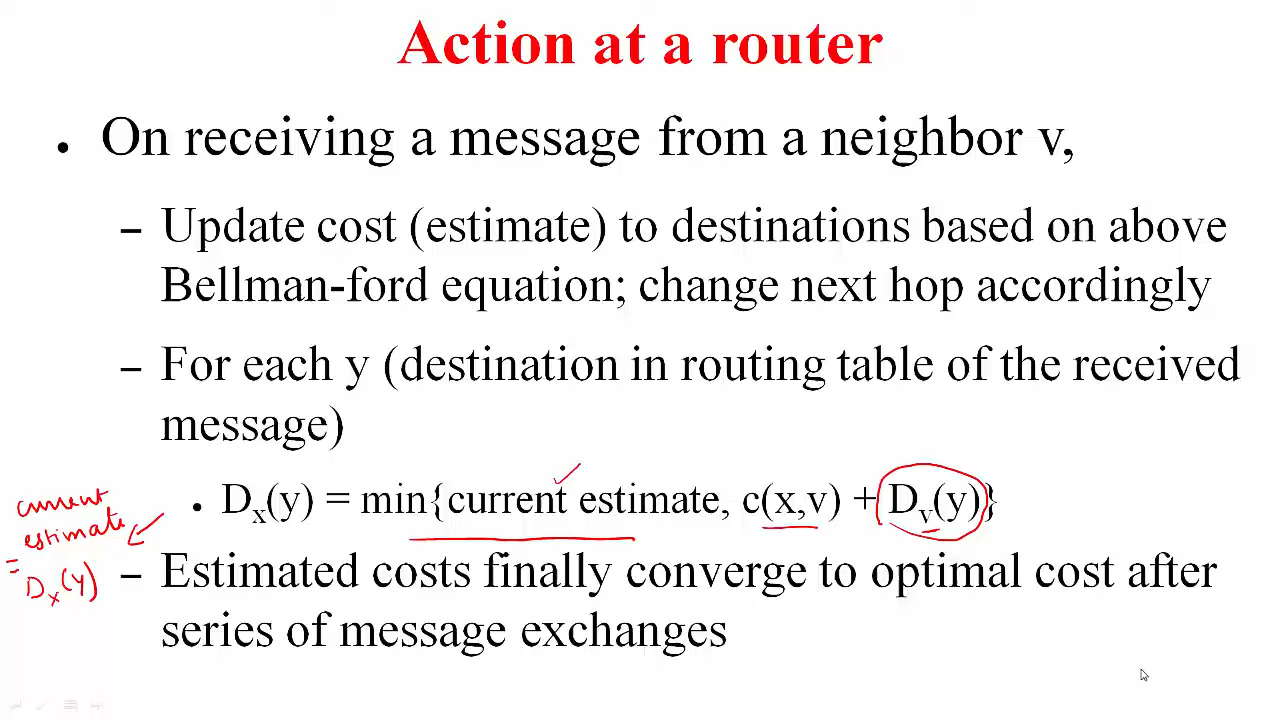 Action at a router
• On receiving a message from a neighbor v,
– Update cost (estimate) to destinations based on above
Bellman-ford equation; change next hop accordingly
– For each y (destination in routing table of the received
message)
• Dₓ(y) = min{current estimate, c(x,v) + Dᵥ(y)}
current
estimate
= Dₓ(y)
– Estimated costs finally converge to optimal cost after
series of message exchanges